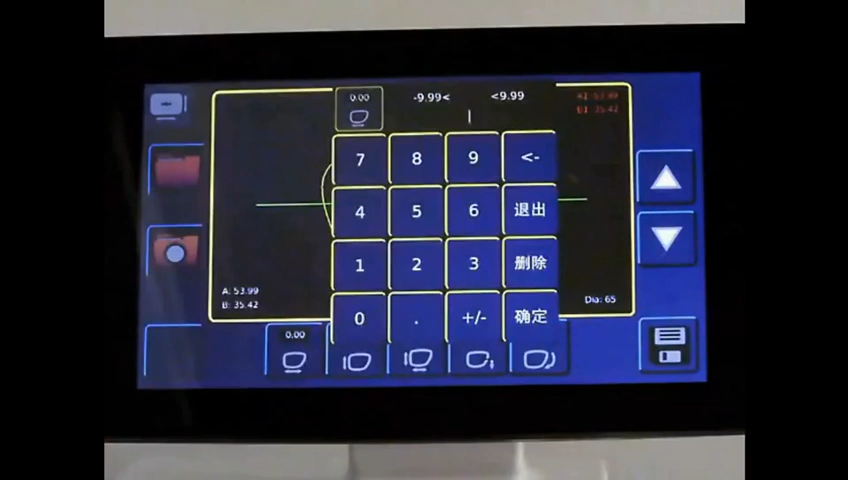 0.00 -9.99< <9.99
A1: 53.99
B1: 35.42
7 8 9 <-
4 5 6 退出
1 2 3 删除
0 . +/- 确定
A: 53.99
B: 35.42
Dia: 65
0.00